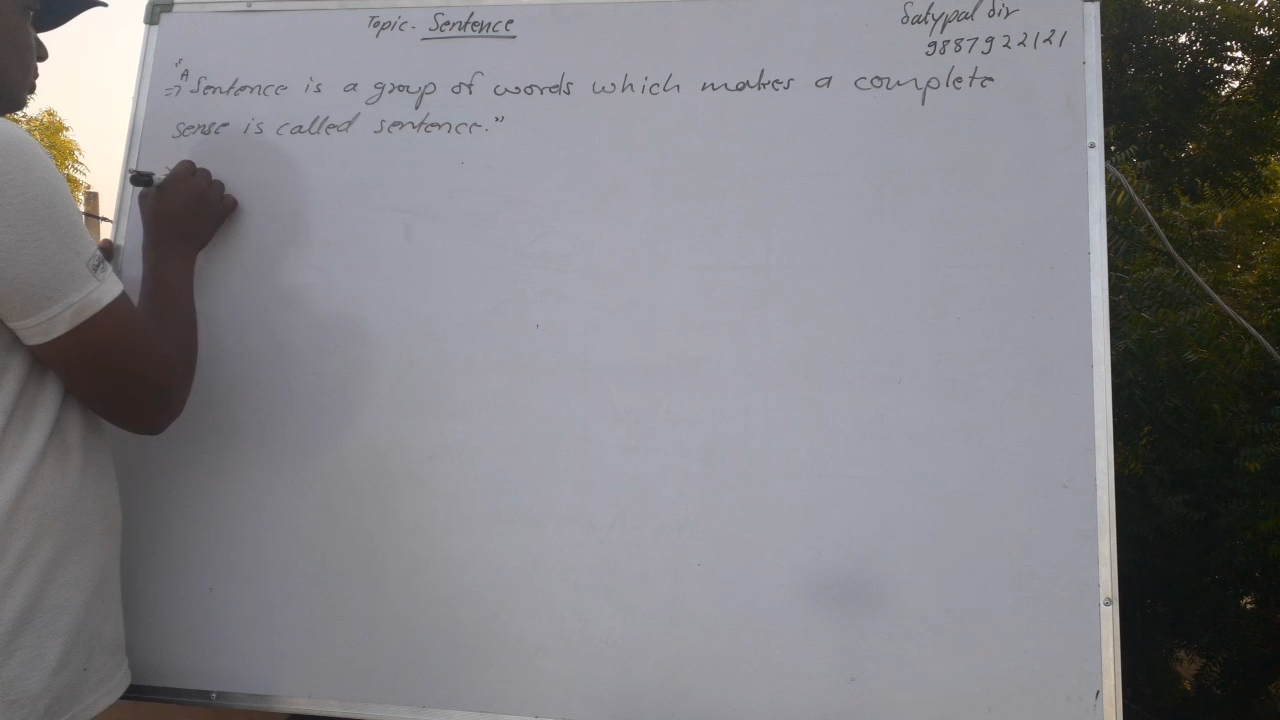 Topic- Sentence
Satypal Sir
9887922121
"
=> A Sentence is a group of words which makes a complete
sense is called sentence."